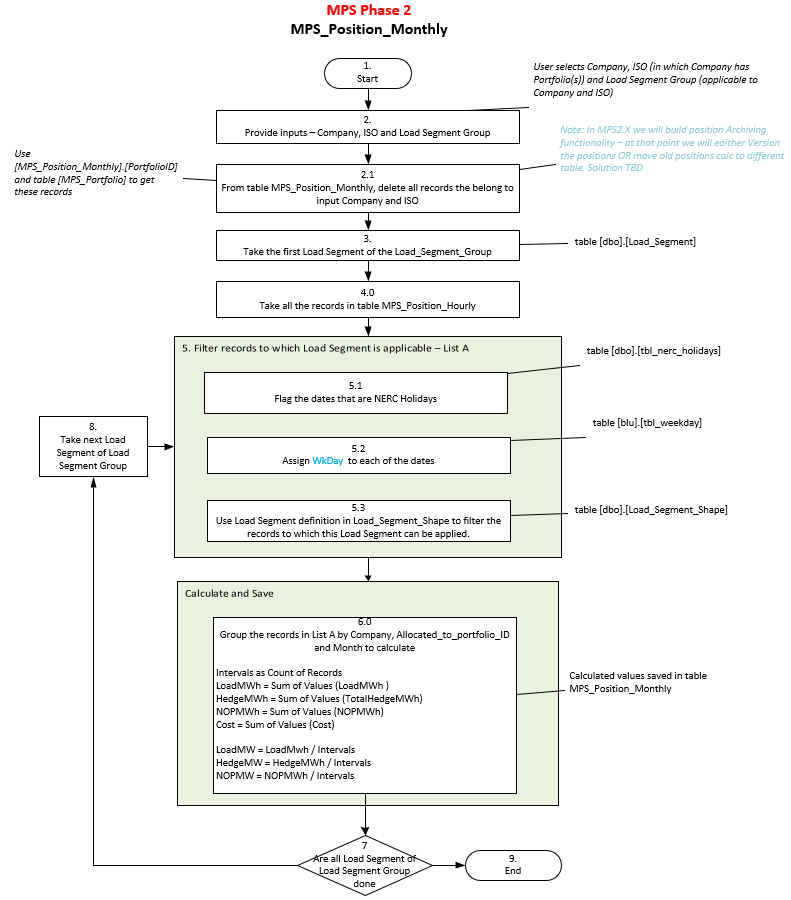 MPS Phase 2
MPS_Position_Monthly
1.
Start
User selects Company, ISO (in which Company has
Portfolio(s)) and Load Segment Group (applicable to
Company and ISO)
2.
Provide inputs – Company, ISO and Load Segment Group
Note: In MPS2.X we will build position Archiving
functionality – at that point we will eaither Version
the positions OR move old positions calc to different
table. Solution TBD
Use
[MPS_Position_Monthly].[PortfolioID]
and table [MPS_Portfolio] to get
these records
2.1
From table MPS_Position_Monthly, delete all records the belong to
input Company and ISO
3.
Take the first Load Segment of the Load_Segment_Group
table [dbo].[Load_Segment]
4.0
Take all the records in table MPS_Position_Hourly
5. Filter records to which Load Segment is applicable – List A
table [dbo].[tbl_nerc_holidays]
5.1
Flag the dates that are NERC Holidays
table [blu].[tbl_weekday]
5.2
Assign WkDay to each of the dates
8.
Take next Load
Segment of Load
Segment Group
5.3
Use Load Segment definition in Load_Segment_Shape to filter the
records to which this Load Segment can be applied.
table [dbo].[Load_Segment_Shape]
Calculate and Save
6.0
Group the records in List A by Company, Allocated_to_portfolio_ID
and Month to calculate
Intervals as Count of Records
LoadMWh = Sum of Values (LoadMWh )
HedgeMWh = Sum of Values (TotalHedgeMWh)
NOPMWh = Sum of Values (NOPMWh)
Cost = Sum of Values (Cost)
LoadMW = LoadMwh / Intervals
HedgeMW = HedgeMWh / Intervals
NOPMW = NOPMWh / Intervals
Calculated values saved in table
MPS_Position_Monthly
7
Are all Load Segment of
Load Segment Group
done
9.
End